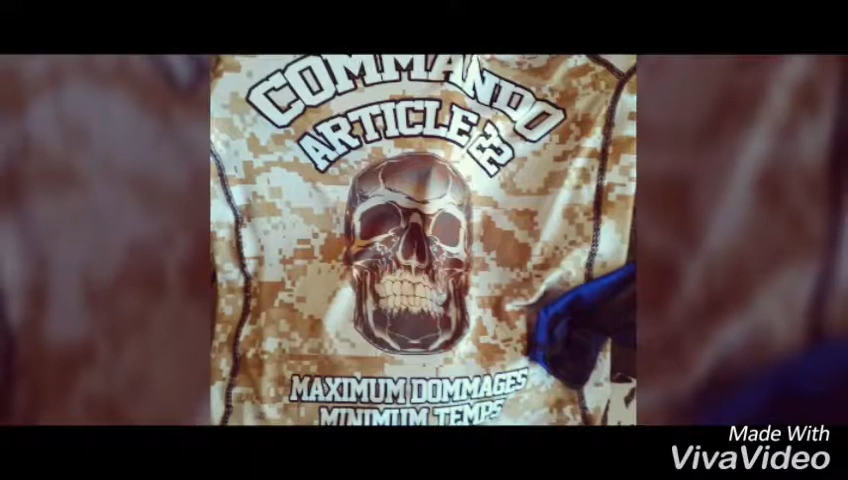 COMMANDO
ARTICLE 22
MAXIMUM DOMMAGES
MINIMUM TEMPS
Made With
VivaVideo